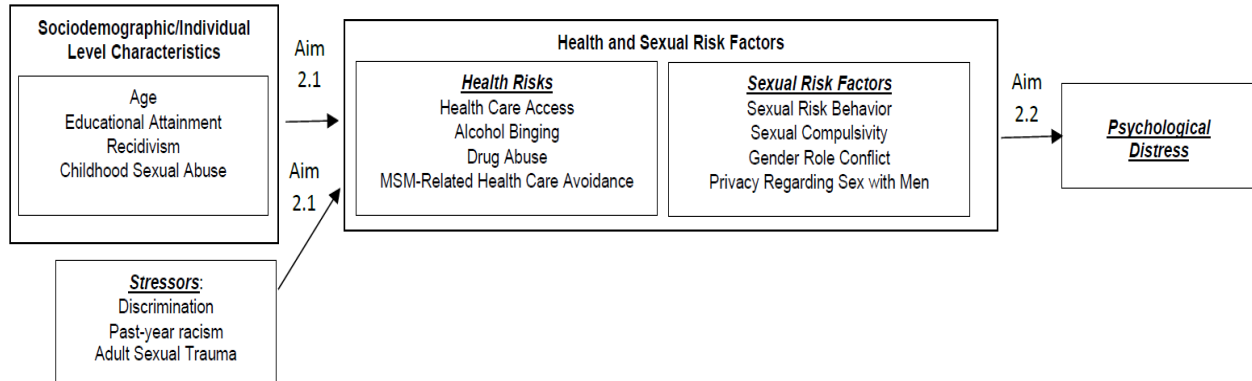 Sociodemographic/Individual
Level Characteristics
Age
Educational Attainment
Recidivism
Childhood Sexual Abuse
Aim
2.1
Aim
2.1
Stressors:
Discrimination
Past-year racism
Adult Sexual Trauma
Health and Sexual Risk Factors
Health Risks
Health Care Access
Alcohol Binging
Drug Abuse
MSM-Related Health Care Avoidance
Sexual Risk Factors
Sexual Risk Behavior
Sexual Compulsivity
Gender Role Conflict
Privacy Regarding Sex with Men
Aim
2.2
Psychological
Distress